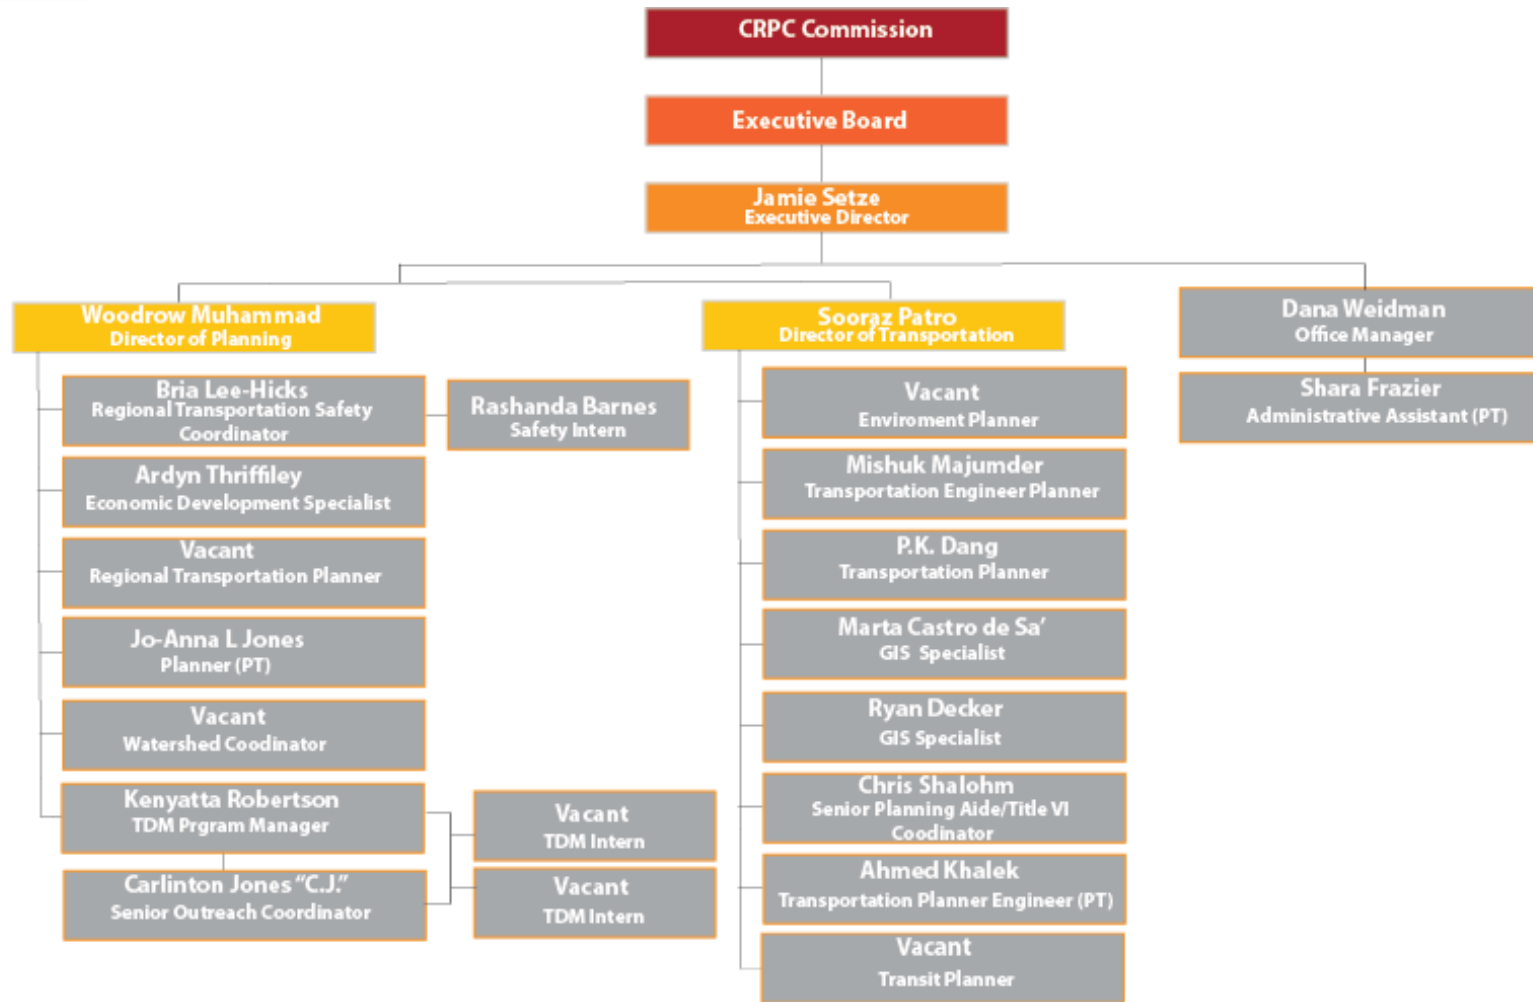 CRPC Commission
Executive Board
Jamie Setze
Executive Director
Woodrow Muhammad
Director of Planning
Bria Lee-Hicks
Regional Transportation Safety
Coordinator
Rashanda Barnes
Safety Intern
Ardyn Thriffiley
Economic Development Specialist
Vacant
Regional Transportation Planner
Jo-Anna L Jones
Planner (PT)
Vacant
Watershed Coodinator
Kenyatta Robertson
TDM Prgram Manager
Carlinton Jones “C.J.”
Senior Outreach Coordinator
Vacant
TDM Intern
Vacant
TDM Intern
Sooraz Patro
Director of Transportation
Vacant
Enviroment Planner
Mishuk Majumder
Transportation Engineer Planner
P.K. Dang
Transportation Planner
Marta Castro de Sa’
GIS Specialist
Ryan Decker
GIS Specialist
Chris Shalohm
Senior Planning Aide/Title VI
Coodinator
Ahmed Khalek
Transportation Planner Engineer (PT)
Vacant
Transit Planner
Dana Weidman
Office Manager
Shara Frazier
Administrative Assistant (PT)